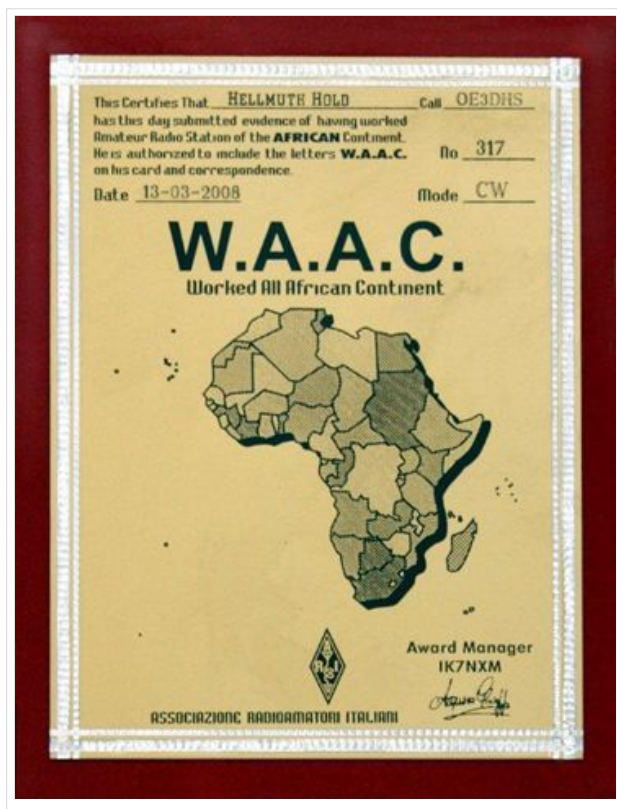 This Certifies That HELLMUTH HOLD Call OE3DHS
has this day submitted evidence of having worked
Amateur Radio Station of the AFRICAN Continent.
He is authorized to include the letters W.A.A.C.
on his card and correspondence.
No 317
Date 13-03-2008 Mode CW
W.A.A.C.
Worked All African Continent
A
R I
Award Manager
IK7NXM
ASSOCIAZIONE RADIOAMATORI ITALIANI